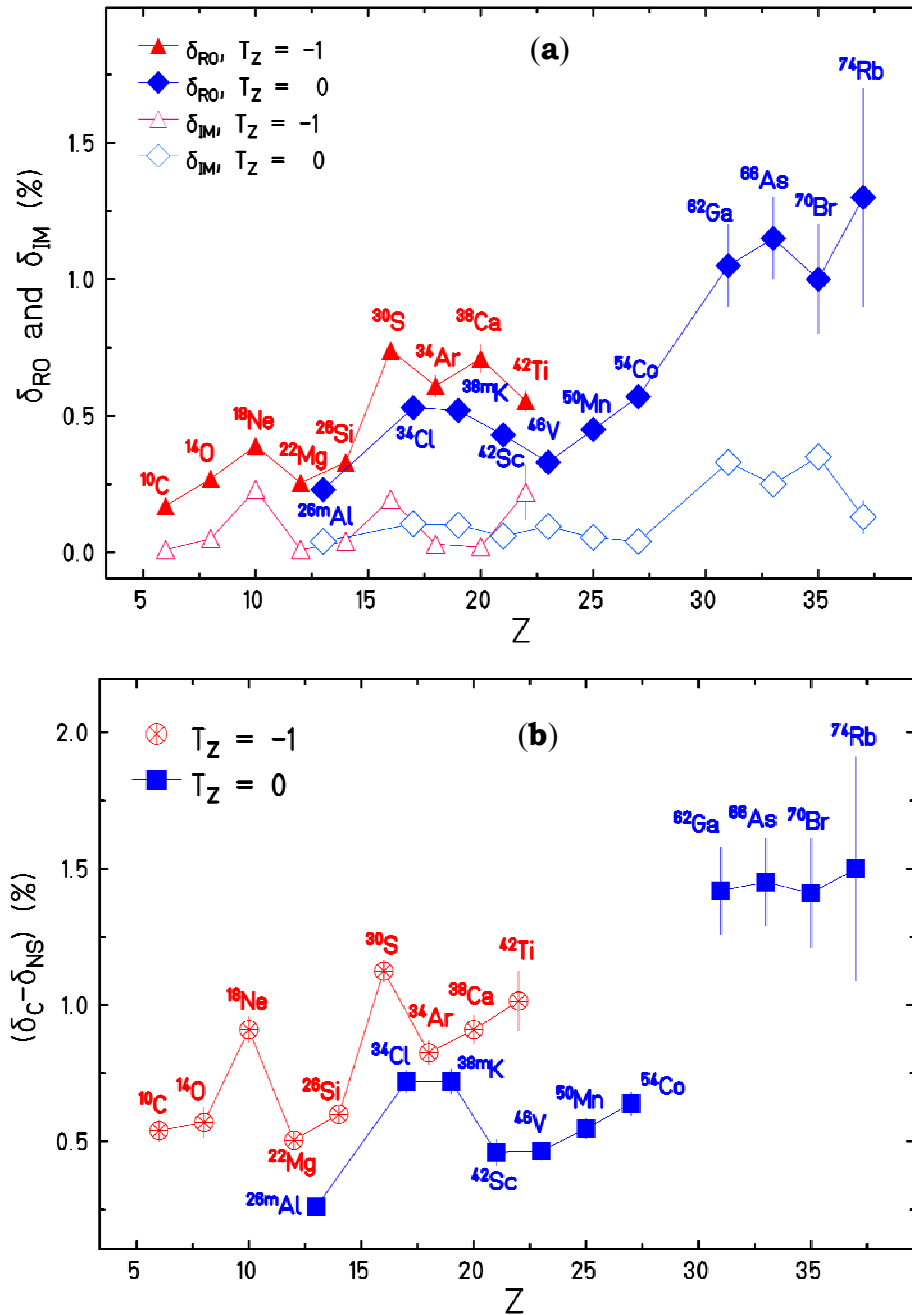 (a)
δRO, TZ = -1
δRO, TZ = 0
δIM, TZ = -1
δIM, TZ = 0
74Rb
1.5
66As
62Ga
70Br
δRO and δIM (%)
1.0
30S
38Ca
34Ar
42Ti
38mK
54Co
50Mn
0.5
18Ne
46V
34Cl
14O
26Si
22Mg
42Sc
10C
26mAl
0.0
5 10 15 20 25 30 35
Z
2.0
TZ = -1
(b)
74Rb
TZ = 0
62Ga 66As 70Br
1.5
(δC-δNS) (%)
30S
42Ti
18Ne
38Ca
1.0
34Ar
34Cl
38mK
26Si
10C 14O
54Co
50Mn
46V
0.5
22Mg
42Sc
26mAl
5 10 15 20 25 30 35
Z